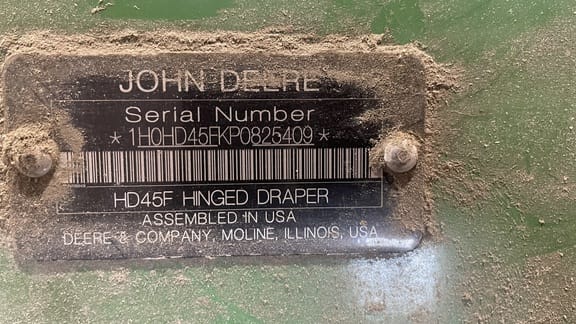 JOHN DEERE
Serial Number
*1H0HD45FKP0825409*
HD45F HINGED DRAPER
ASSEMBLED IN USA
DEERE & COMPANY, MOLINE, ILLINOIS, USA